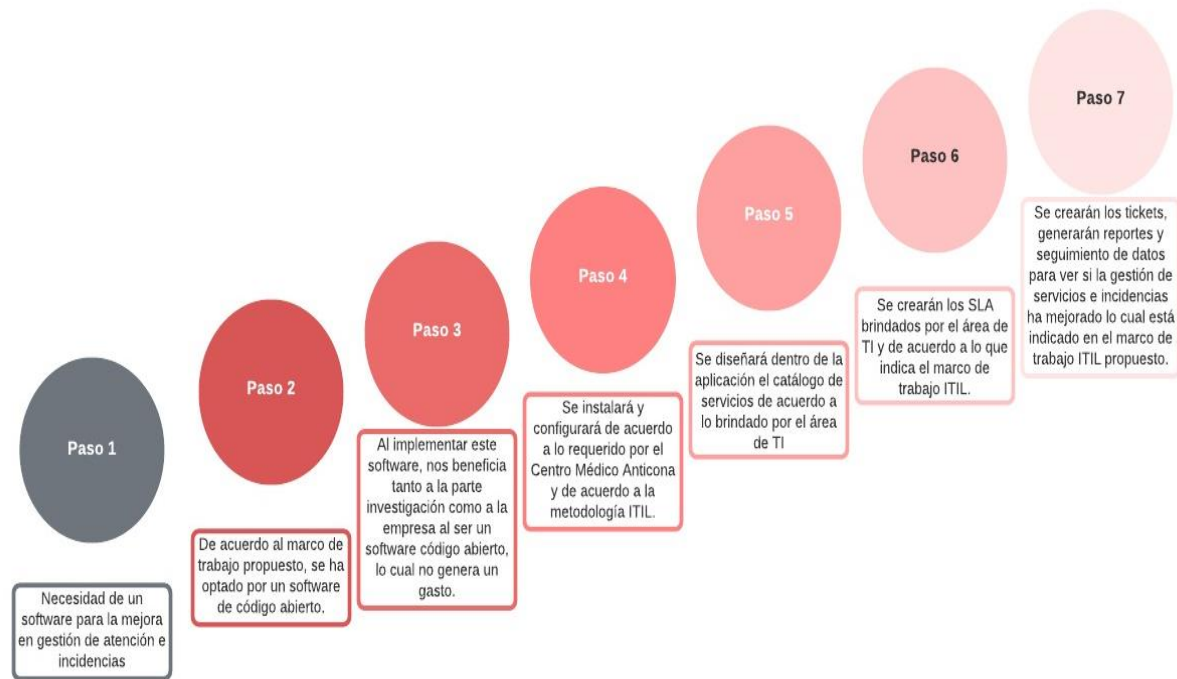 Paso 1
Necesidad de un
software para la mejora
en gestión de atención e
incidencias
Paso 2
De acuerdo al marco de
trabajo propuesto, se ha
optado por un software
de código abierto.
Paso 3
Al implementar este
software, nos beneficia
tanto a la parte
investigación como a la
empresa al ser un
software código abierto,
lo cual no genera un
gasto.
Paso 4
Se instalará y
configurará de acuerdo
a lo requerido por el
Centro Médico Anticona
y de acuerdo a la
metodología ITIL.
Paso 5
Se diseñará dentro de la
aplicación el catálogo de
servicios de acuerdo a
lo brindado por el área
de TI
Paso 6
Se crearán los SLA
brindados por el área de
TI y de acuerdo a lo que
indica el marco de
trabajo ITIL.
Paso 7
Se crearán los tickets,
generarán reportes y
seguimiento de datos
para ver si la gestión de
servicios e incidencias
ha mejorado lo cual está
indicado en el marco de
trabajo ITIL propuesto.